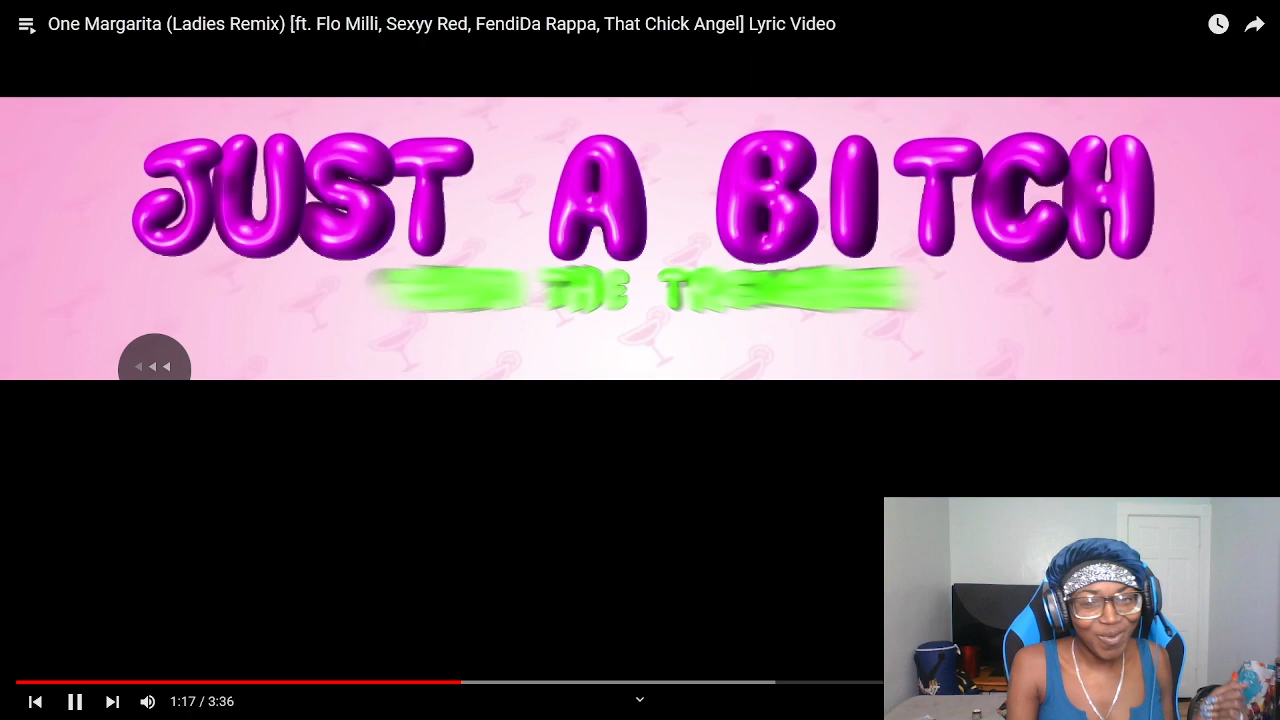 One Margarita (Ladies Remix) [ft. Flo Milli, Sexyy Red, FendiDa Rappa, That Chick Angel] Lyric Video
JUST A BITCH
THE
1:17 / 3:36